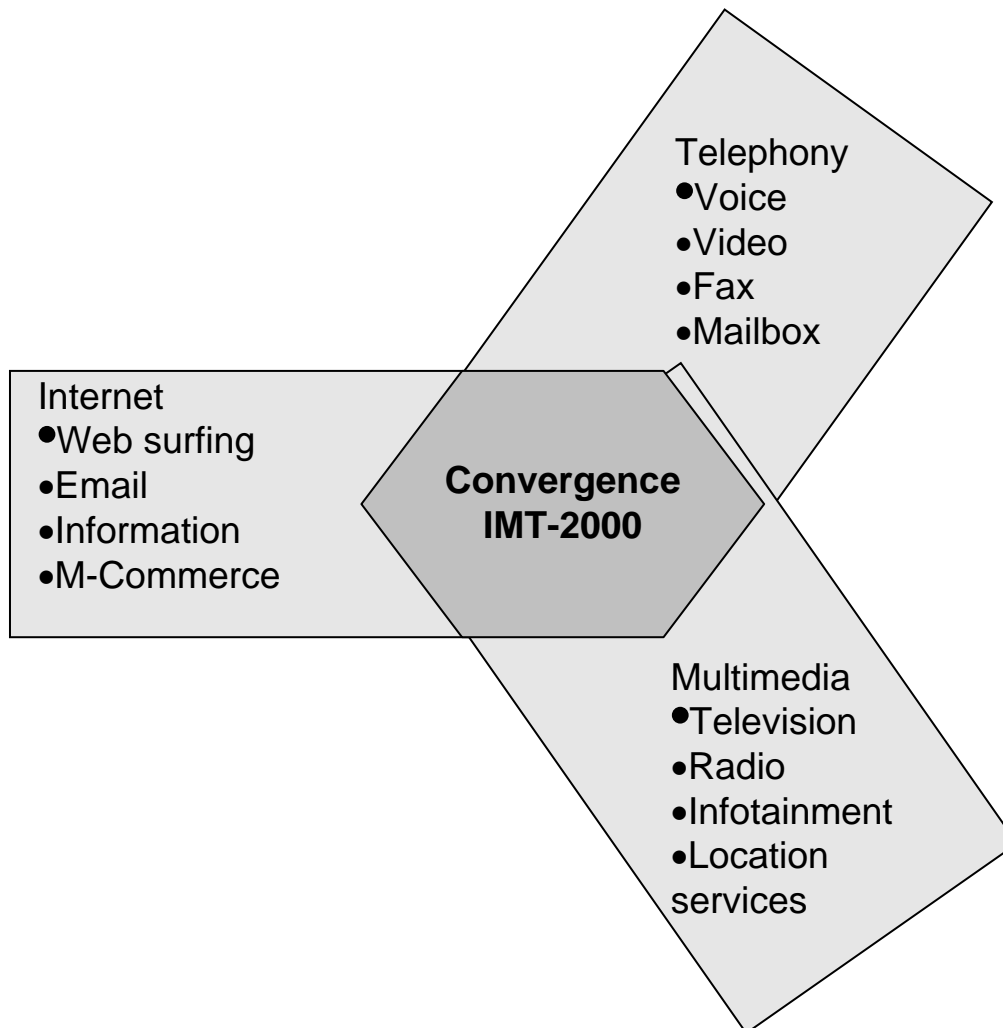 Telephony
•Voice
•Video
•Fax
•Mailbox
Internet
•Web surfing
•Email
•Information
•M-Commerce
Convergence
IMT-2000
Multimedia
•Television
•Radio
•Infotainment
•Location
services